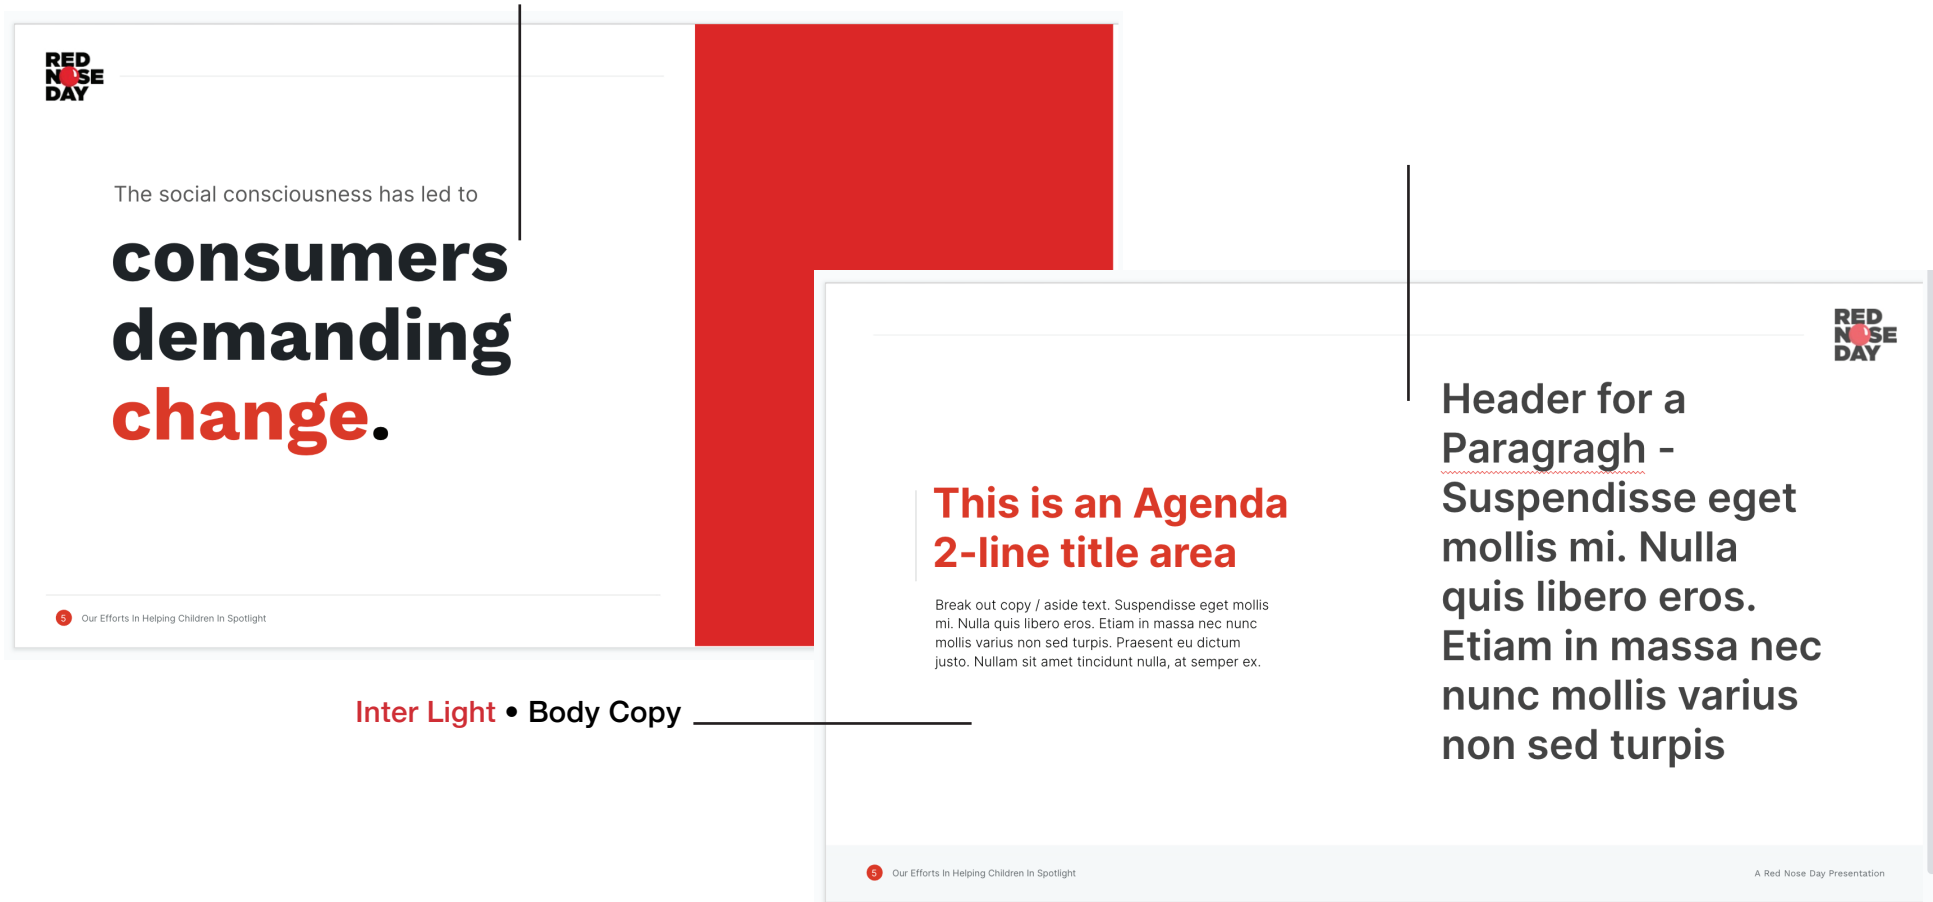 RED
NOSE
DAY
The social consciousness has led to
consumers
demanding
change.
5 Our Efforts In Helping Children In Spotlight
Inter Light • Body Copy
RED
NOSE
DAY
This is an Agenda
2-line title area
Break out copy / aside text. Suspendisse eget mollis
mi. Nulla quis libero eros. Etiam in massa nec nunc
mollis varius non sed turpis. Praesent eu dictum
justo. Nullam sit amet tincidunt nulla, at semper ex.
Header for a
Paragragh -
Suspendisse eget
mollis mi. Nulla
quis libero eros.
Etiam in massa nec
nunc mollis varius
non sed turpis
5 Our Efforts In Helping Children In Spotlight
A Red Nose Day Presentation